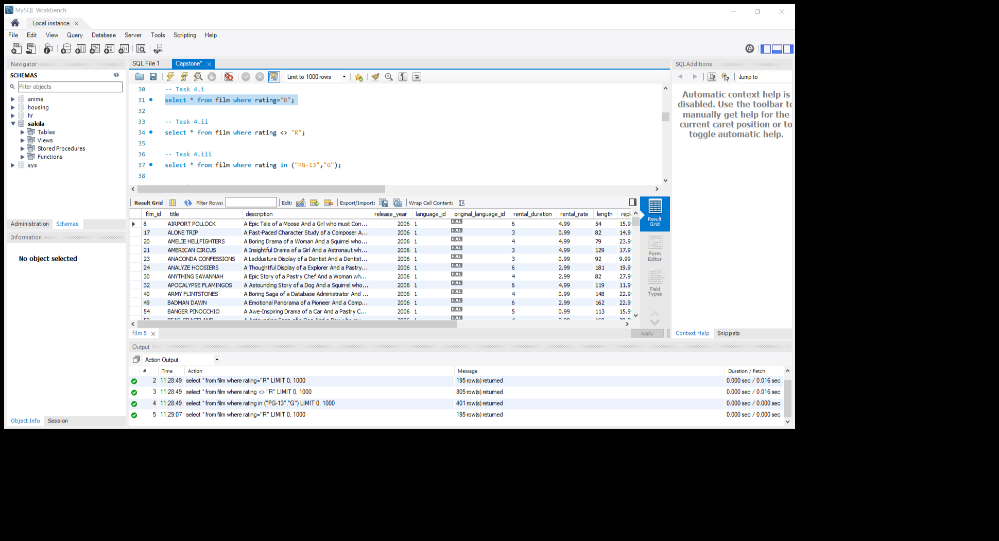 MySQL Workbench
Local instance
File Edit View Query Database Server Tools Scripting Help
Navigator
SCHEMAS
Filter objects
anime
housing
hr
sakila
Tables
Views
Stored Procedures
Functions
sys
Administration Schemas
Information
No object selected
Object Info Session
SQL File 1 Capstone*
Limit to 1000 rows
30 -- Task 4.i
31 select * from film where rating="R";
32
33 -- Task 4.ii
34 select * from film where rating <> "R";
35
36 -- Task 4.iii
37 select * from film where rating in ("PG-13","G");
38
Result Grid Filter Rows: Edit: Export/Import: Wrap Cell Content:
film_id title description release_year language_id original_language_id rental_duration rental_rate length repl
8 AIRPORT POLLOCK A Epic Tale of a Moose And a Girl who must Con... 2006 1 NULL 6 4.99 54 15.9
17 ALONE TRIP A Fast-Paced Character Study of a Composer A... 2006 1 NULL 3 0.99 82 14.9
20 AMELIE HELLFIGHTERS A Boring Drama of a Woman And a Squirrel who... 2006 1 NULL 4 4.99 79 23.9
21 AMERICAN CIRCUS A Insightful Drama of a Girl And a Astronaut wh... 2006 1 NULL 3 4.99 129 17.9
23 ANACONDA CONFESSIONS A Lacklusture Display of a Dentist And a Dentist... 2006 1 NULL 3 0.99 92 9.99
24 ANALYZE HOOSIERS A Thoughtful Display of a Explorer And a Pastry... 2006 1 NULL 6 2.99 181 19.9
30 ANYTHING SAVANNAH A Epic Story of a Pastry Chef And a Woman wh... 2006 1 NULL 4 2.99 82 27.9
32 APOCALYPSE FLAMINGOS A Astounding Story of a Dog And a Squirrel who... 2006 1 NULL 6 4.99 119 11.9
40 ARMY FLINTSTONES A Boring Saga of a Database Administrator And ... 2006 1 NULL 4 0.99 148 22.9
49 BADMAN DAWN A Emotional Panorama of a Pioneer And a Comp... 2006 1 NULL 6 2.99 162 22.9
54 BANGER PINOCCHIO A Awe-Inspiring Drama of a Car And a Pastry C... 2006 1 NULL 5 0.99 113 15.9
Result Grid
Form Editor
Field Types
film 5
Apply
Output
Action Output
# Time Action Message Duration / Fetch
2 11:28:49 select * from film where rating="R" LIMIT 0, 1000 195 row(s) returned 0.000 sec / 0.016 sec
3 11:28:49 select * from film where rating <> "R" LIMIT 0, 1000 805 row(s) returned 0.000 sec / 0.016 sec
4 11:28:49 select * from film where rating in ("PG-13","G") LIMIT 0, 1000 401 row(s) returned 0.000 sec / 0.000 sec
5 11:29:07 select * from film where rating="R" LIMIT 0, 1000 195 row(s) returned 0.000 sec / 0.000 sec
SQLAdditions
Jump to
Automatic context help is
disabled. Use the toolbar to
manually get help for the
current caret position or to
toggle automatic help.
Context Help Snippets